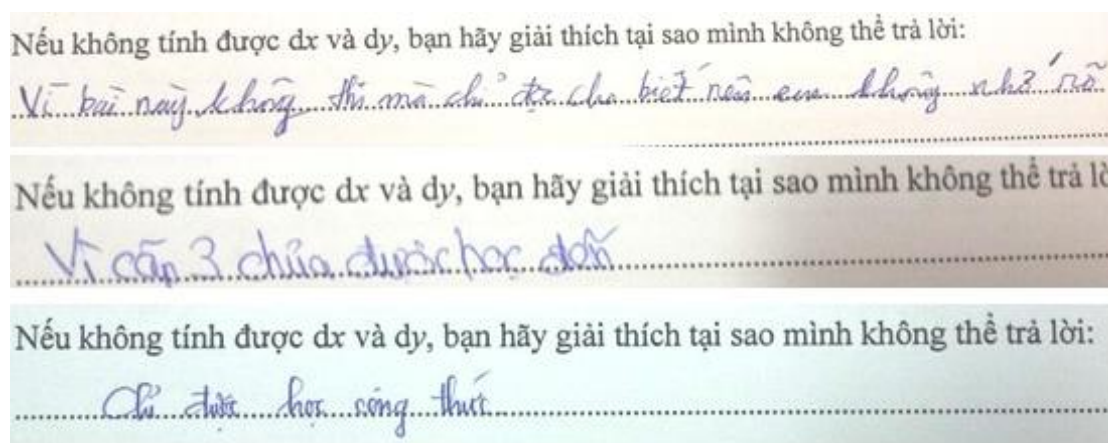 Nếu không tính được dx và dy, bạn hãy giải thích tại sao mình không thể trả lời:
Vì bài này không thi mà chỉ đc cho biết nên em không nhớ rõ
Nếu không tính được dx và dy, bạn hãy giải thích tại sao mình không thể trả lờ
Vì cấp 3 chưa được học đến
Nếu không tính được dx và dy, bạn hãy giải thích tại sao mình không thể trả lời:
Chỉ được học công thức